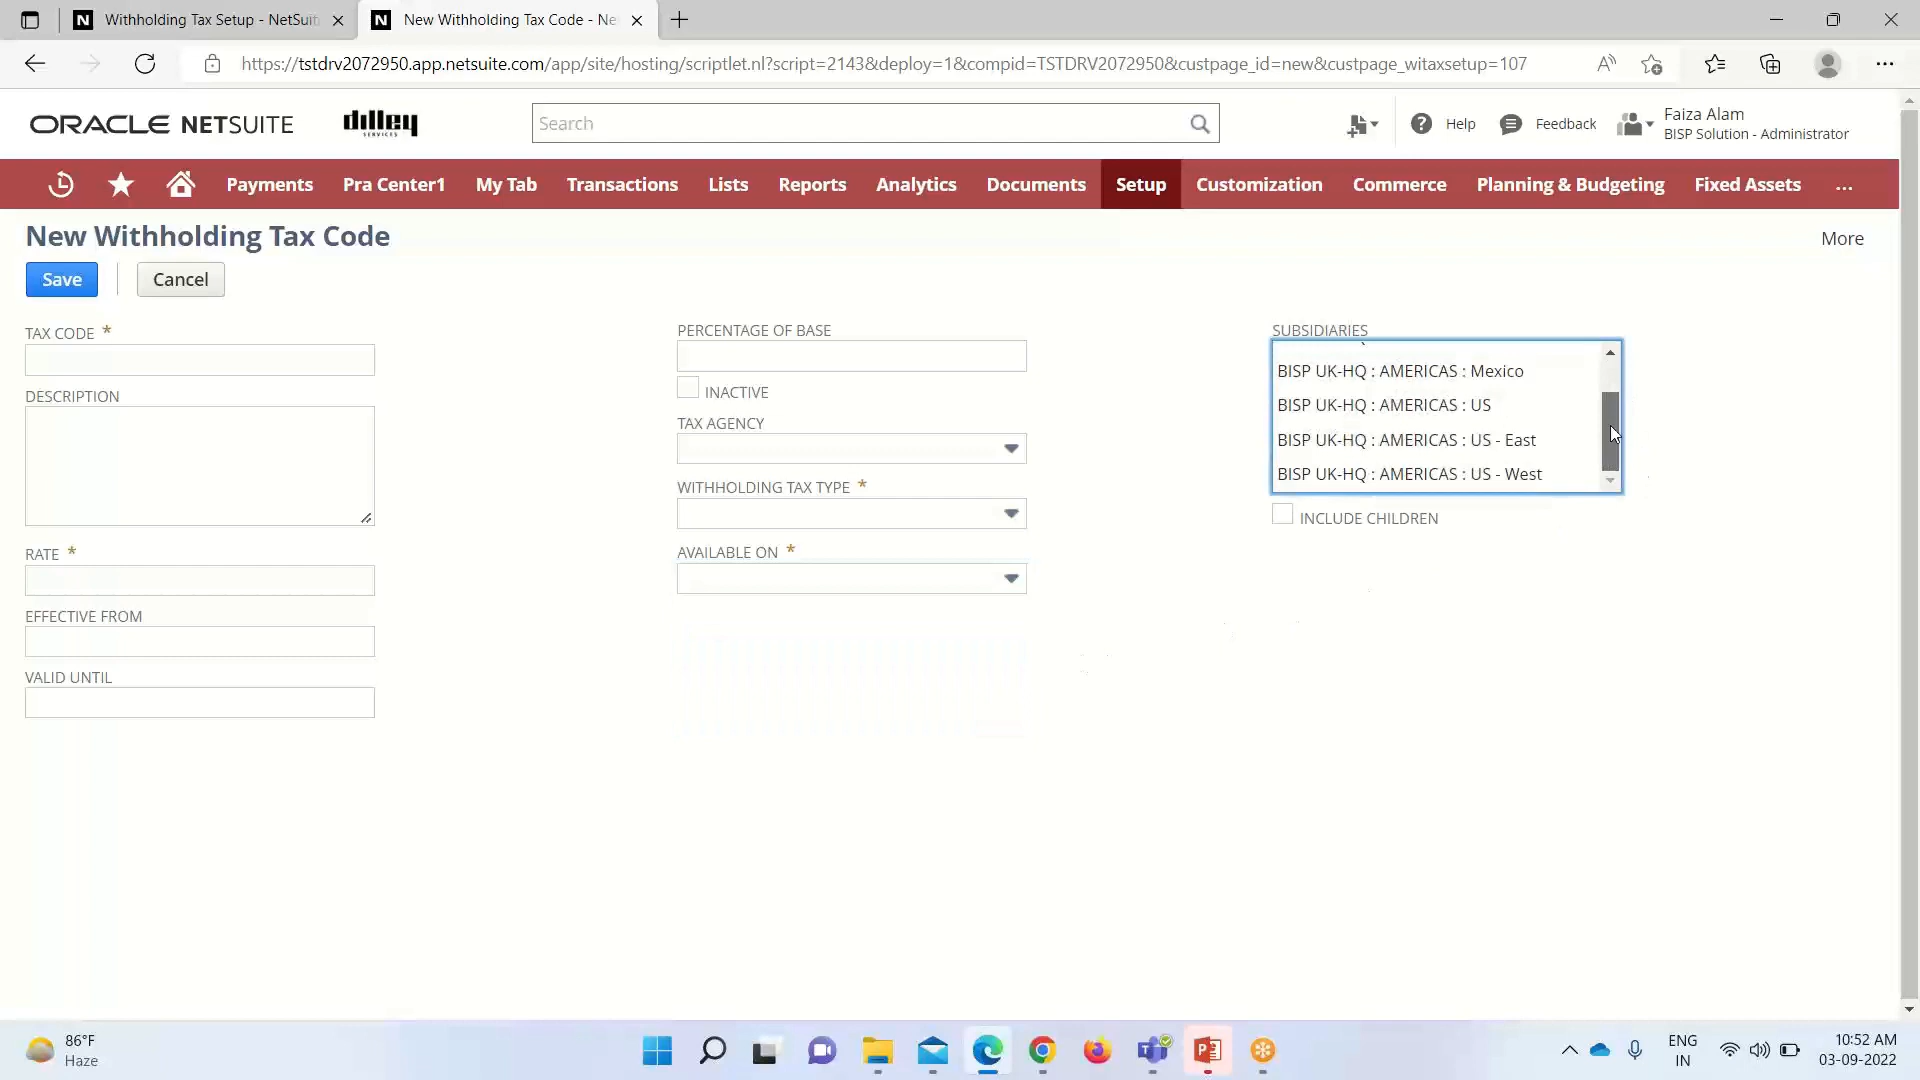 Withholding Tax Setup - NetSuit
New Withholding Tax Code - Ne
https://tstdrv2072950.app.netsuite.com/app/site/hosting/scriptlet.nl?script=2143&deploy=1&compid=TSTDRV2072950&custpage_id=new&custpage_witaxsetup=107
ORACLE NETSUITE
dilley
SERVICES
Search
Help
Feedback
Faiza Alam
BISP Solution - Administrator
Payments
Pra Center1
My Tab
Transactions
Lists
Reports
Analytics
Documents
Setup
Customization
Commerce
Planning & Budgeting
Fixed Assets
...
New Withholding Tax Code
More
Save
Cancel
TAX CODE *
DESCRIPTION
RATE *
EFFECTIVE FROM
VALID UNTIL
PERCENTAGE OF BASE
INACTIVE
TAX AGENCY
WITHHOLDING TAX TYPE *
AVAILABLE ON *
SUBSIDIARIES
BISP UK-HQ : AMERICAS : Mexico
BISP UK-HQ : AMERICAS : US
BISP UK-HQ : AMERICAS : US - East
BISP UK-HQ : AMERICAS : US - West
INCLUDE CHILDREN
86°F
Haze
ENG
IN
10:52 AM
03-09-2022